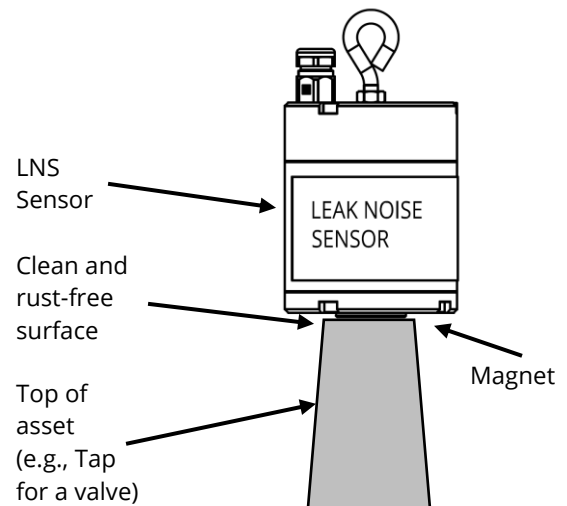 LNS
Sensor
LEAK NOISE
SENSOR
Clean and
rust-free
surface
Magnet
Top of
asset
(e.g., Tap
for a valve)